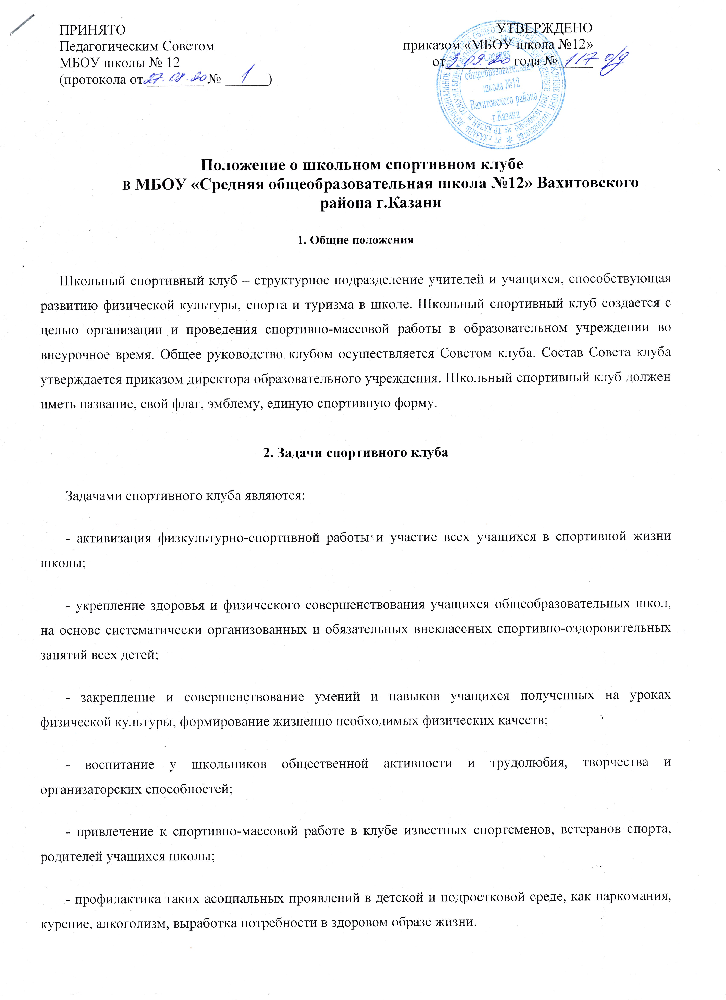 ПРИНЯТО
Педагогическим Советом
МБОУ школы № 12
(протокола от 27.08.20 № 1)
УТВЕРЖДЕНО
приказом «МБОУ школа №12»
от 3.09.20 года № 117 о/д
Средняя
общеобразовательная
школа №12
Вахитовского района
г.Казани
Положение о школьном спортивном клубе
в МБОУ «Средняя общеобразовательная школа №12» Вахитовского
района г.Казани
1. Общие положения
Школьный спортивный клуб – структурное подразделение учителей и учащихся, способствующая
развитию физической культуры, спорта и туризма в школе. Школьный спортивный клуб создается с
целью организации и проведения спортивно-массовой работы в образовательном учреждении во
внеурочное время. Общее руководство клубом осуществляется Советом клуба. Состав Совета клуба
утверждается приказом директора образовательного учреждения. Школьный спортивный клуб должен
иметь название, свой флаг, эмблему, единую спортивную форму.
2. Задачи спортивного клуба
Задачами спортивного клуба являются:
- активизация физкультурно-спортивной работы и участие всех учащихся в спортивной жизни
школы;
- укрепление здоровья и физического совершенствования учащихся общеобразовательных школ,
на основе систематически организованных и обязательных внеклассных спортивно-оздоровительных
занятий всех детей;
- закрепление и совершенствование умений и навыков учащихся полученных на уроках
физической культуры, формирование жизненно необходимых физических качеств;
- воспитание у школьников общественной активности и трудолюбия, творчества и
организаторских способностей;
- привлечение к спортивно-массовой работе в клубе известных спортсменов, ветеранов спорта,
родителей учащихся школы;
- профилактика таких асоциальных проявлений в детской и подростковой среде, как наркомания,
курение, алкоголизм, выработка потребности в здоровом образе жизни.